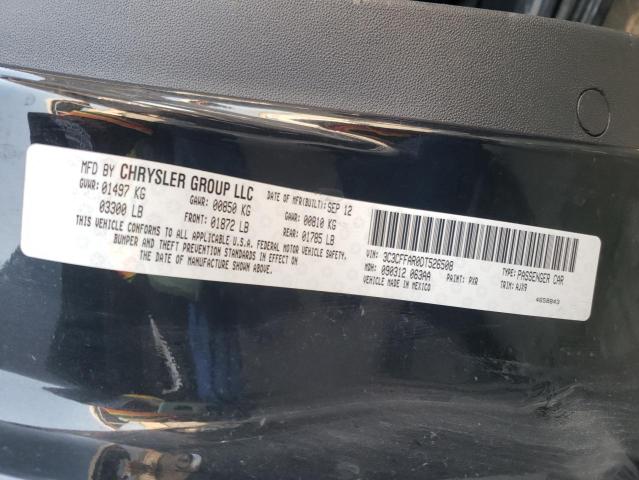 MFD BY CHRYSLER GROUP LLC DATE OF MFR(BUILT): SEP 12
GVWR: 01497 KG GAWR: 00850 KG GAWR: 00810 KG
03300 LB FRONT: 01872 LB REAR: 01785 LB
THIS VEHICLE CONFORMS TO ALL APPLICABLE U.S.A. FEDERAL MOTOR VEHICLE SAFETY,
BUMPER AND THEFT PREVENTION STANDARDS IN EFFECT ON
THE DATE OF MANUFACTURE SHOWN ABOVE.
VIN: 3C3CFFAR0DT526508 TYPE: PASSENGER CAR
MDH: 090312 063AA PAINT: PXR TRIM: AJX9
VEHICLE MADE IN MEXICO
4658843